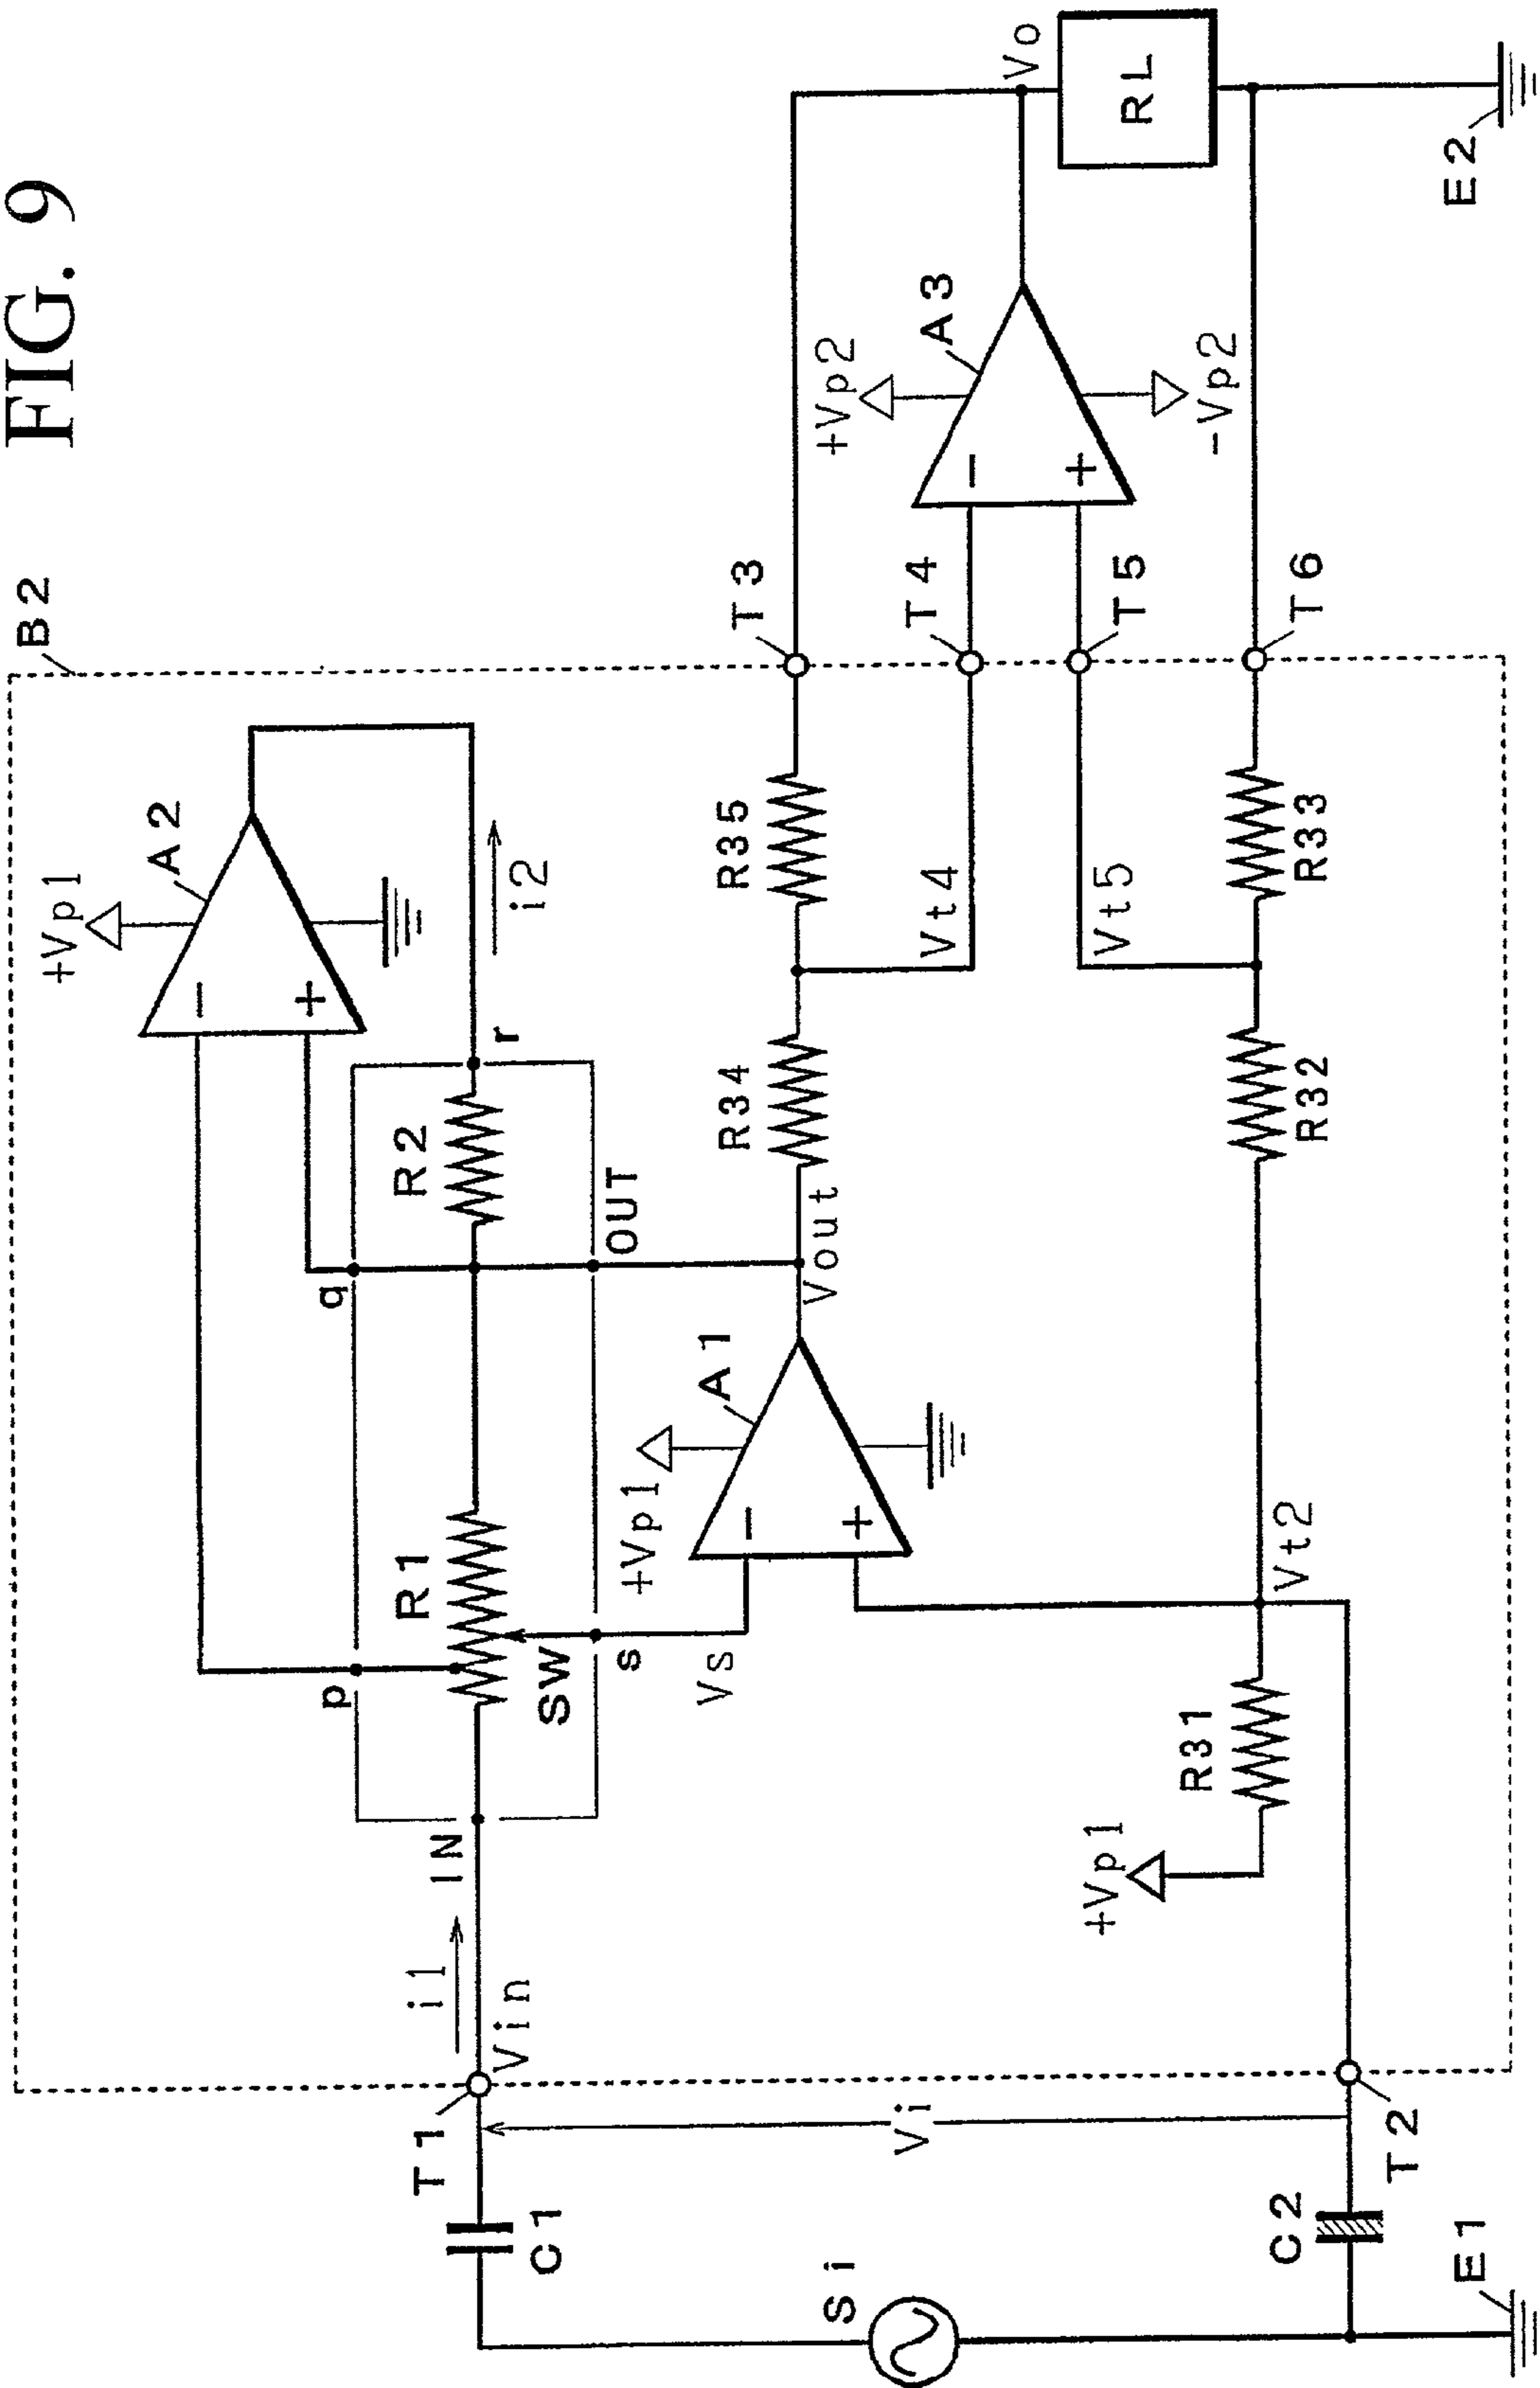 FIG. 9
B2
+Vp1
A2
−
+
i2
p
q
r
R1
R2
i1
IN
T1
Vin
SW
s
OUT
C1
Vs
+Vp1
A1
−
+
Vout
R34
R35
T3
Vo
Si
Vi
Vt4
T4
+Vp2
A3
−
+
RL
Vt5
T5
-Vp2
+Vp1
R31
Vt2
R32
R33
T6
C2
T2
E1
E2